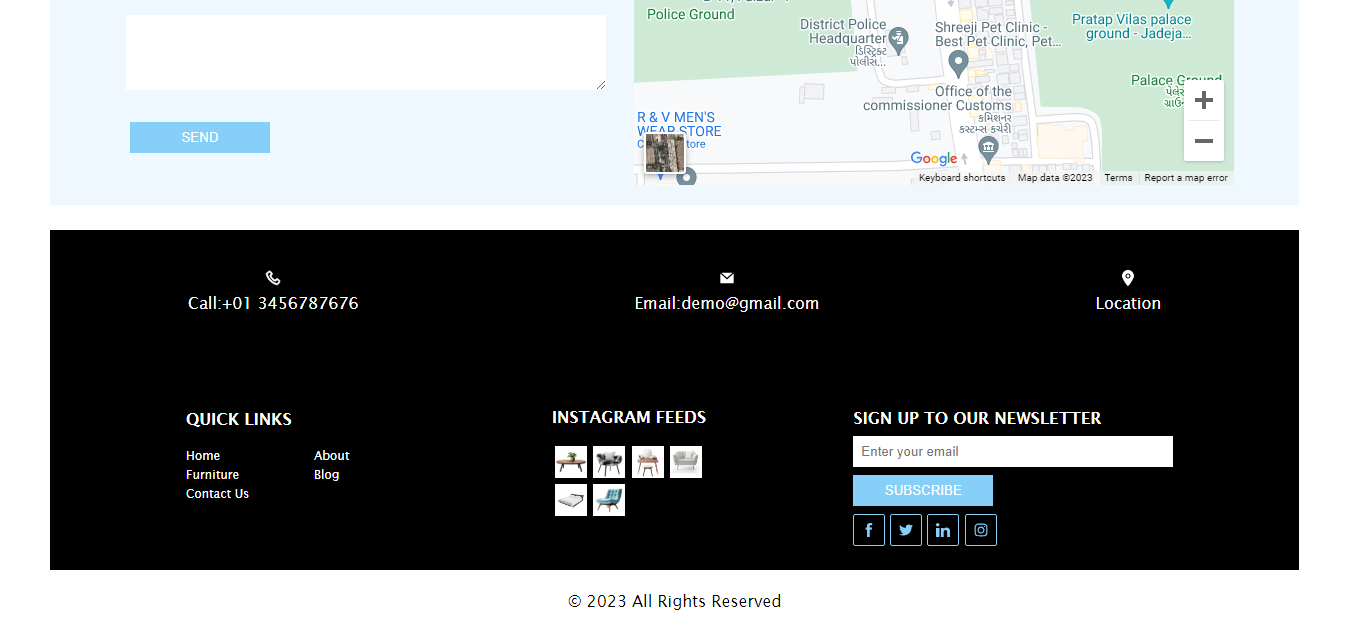 Police Ground
District Police
Headquarter
ડિસ્ટ્રિક્ટ
પોલીસ...
Shreeji Pet Clinic -
Best Pet Clinic, Pet...
Pratap Vilas palace
ground - Jadeja...
Palace Ground
Office of the
commissioner Customs
કમિશનર
કસ્ટમ્સ કચેરી
R & V MEN'S
WEAR STORE
SEND
Google
Keyboard shortcuts
Map data ©2023
Terms
Report a map error
Call:+01 3456787676
Email:demo@gmail.com
Location
QUICK LINKS
Home
About
Furniture
Blog
Contact Us
INSTAGRAM FEEDS
SIGN UP TO OUR NEWSLETTER
Enter your email
SUBSCRIBE
© 2023 All Rights Reserved